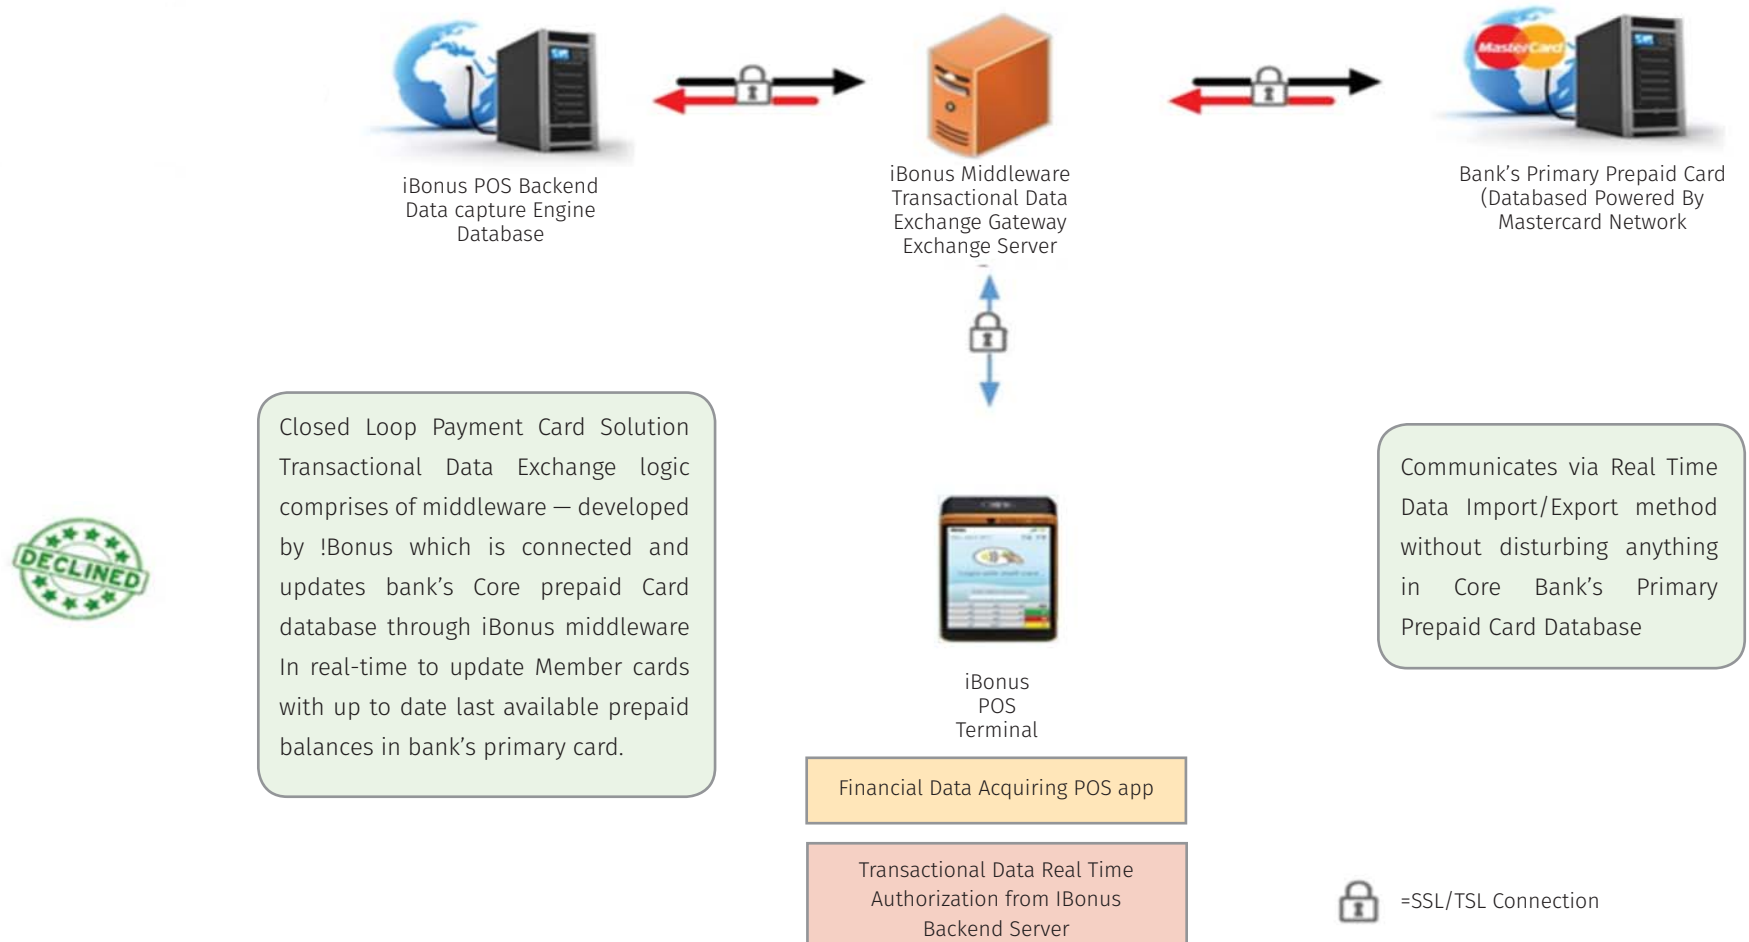 MasterCard
iBonus POS Backend
Data capture Engine
Database
iBonus Middleware
Transactional Data
Exchange Gateway
Exchange Server
Bank’s Primary Prepaid Card
(Databased Powered By
Mastercard Network
Closed Loop Payment Card Solution
Transactional Data Exchange logic
comprises of middleware — developed
by !Bonus which is connected and
updates bank’s Core prepaid Card
database through iBonus middleware
In real-time to update Member cards
with up to date last available prepaid
balances in bank’s primary card.
Communicates via Real Time
Data Import/Export method
without disturbing anything
in Core Bank’s Primary
Prepaid Card Database
DECLINED
iBonus
POS
Terminal
Financial Data Acquiring POS app
Transactional Data Real Time
Authorization from IBonus
Backend Server
=SSL/TSL Connection